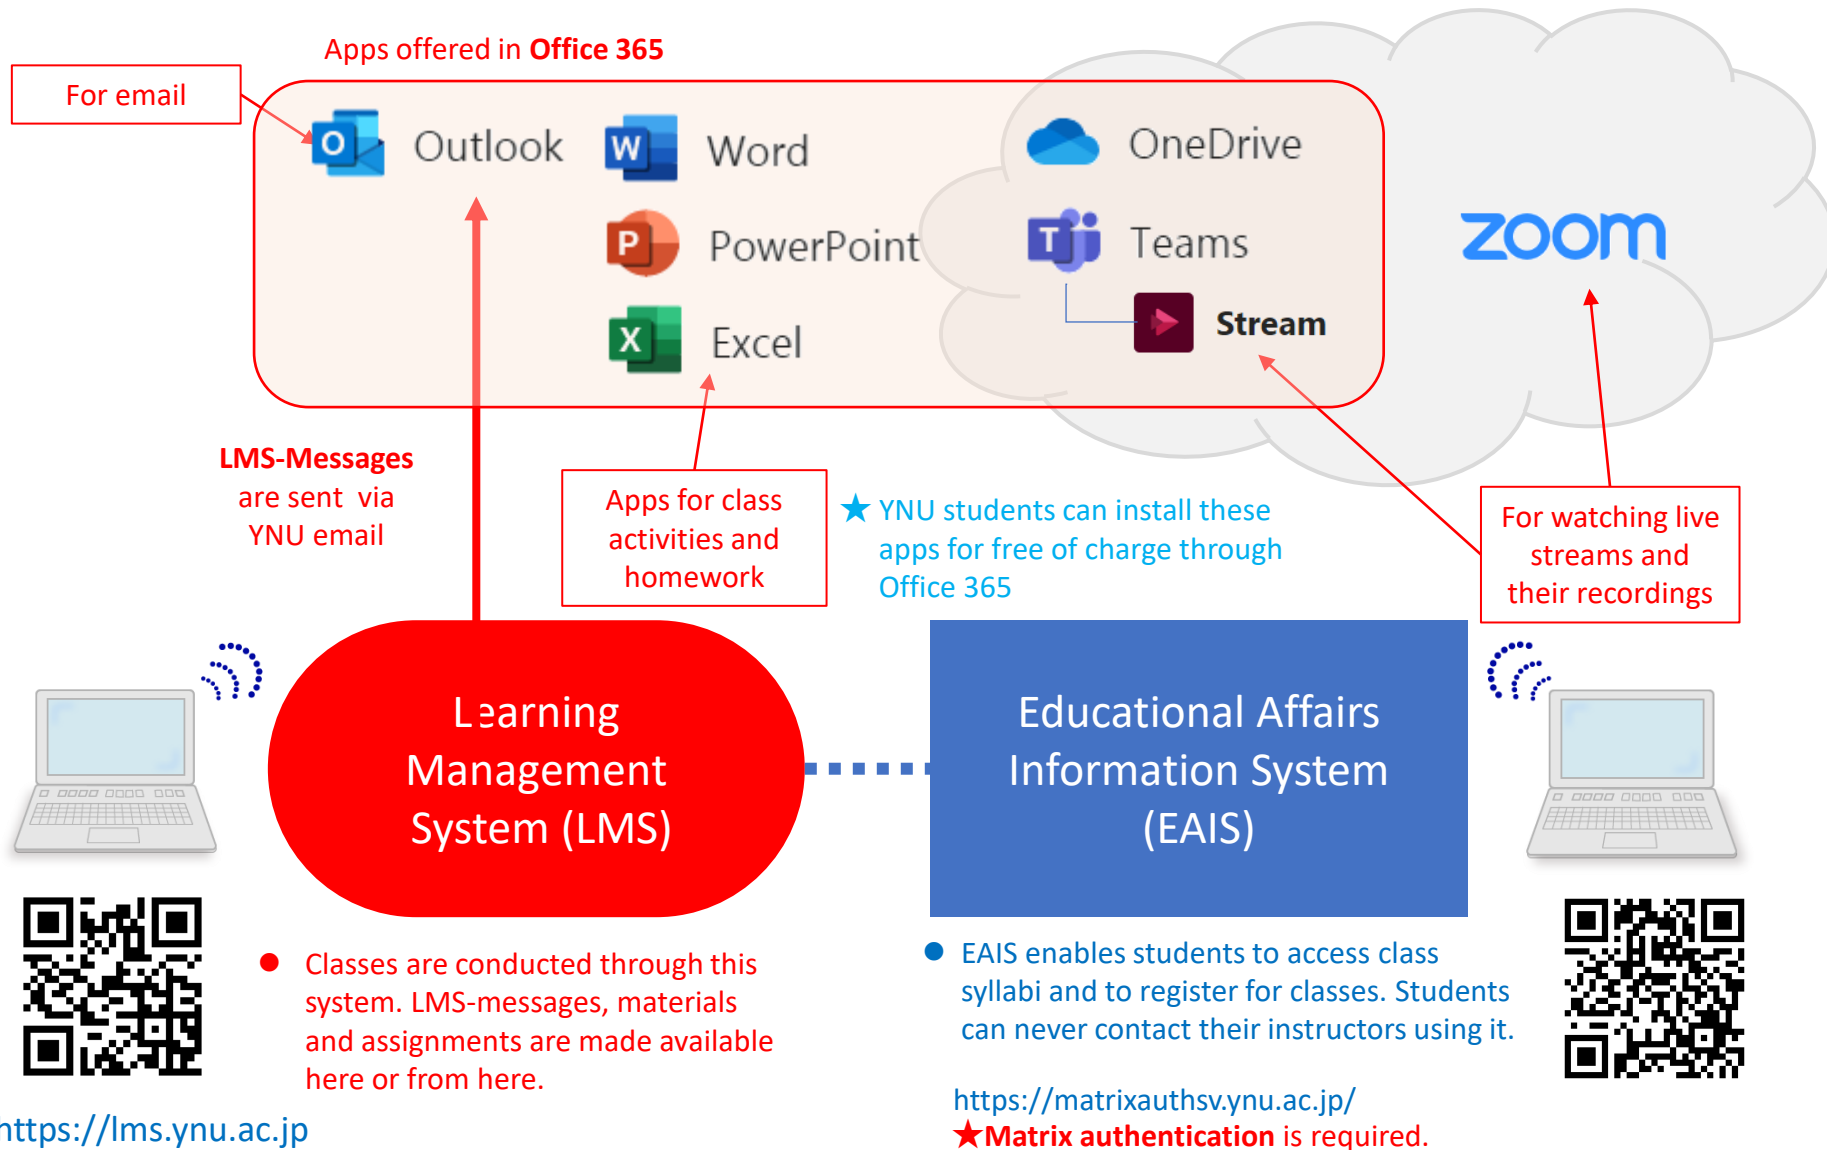 Apps offered in Office 365
For email
Outlook
Word
PowerPoint
Excel
OneDrive
Teams
Stream
zoom
LMS-Messages
are sent via
YNU email
Apps for class
activities and
homework
★ YNU students can install these
apps for free of charge through
Office 365
For watching live
streams and
their recordings
Learning
Management
System (LMS)
Educational Affairs
Information System
(EAIS)
● Classes are conducted through this
system. LMS-messages, materials
and assignments are made available
here or from here.
● EAIS enables students to access class
syllabi and to register for classes. Students
can never contact their instructors using it.
https://lms.ynu.ac.jp
https://matrixauthsv.ynu.ac.jp/
★Matrix authentication is required.